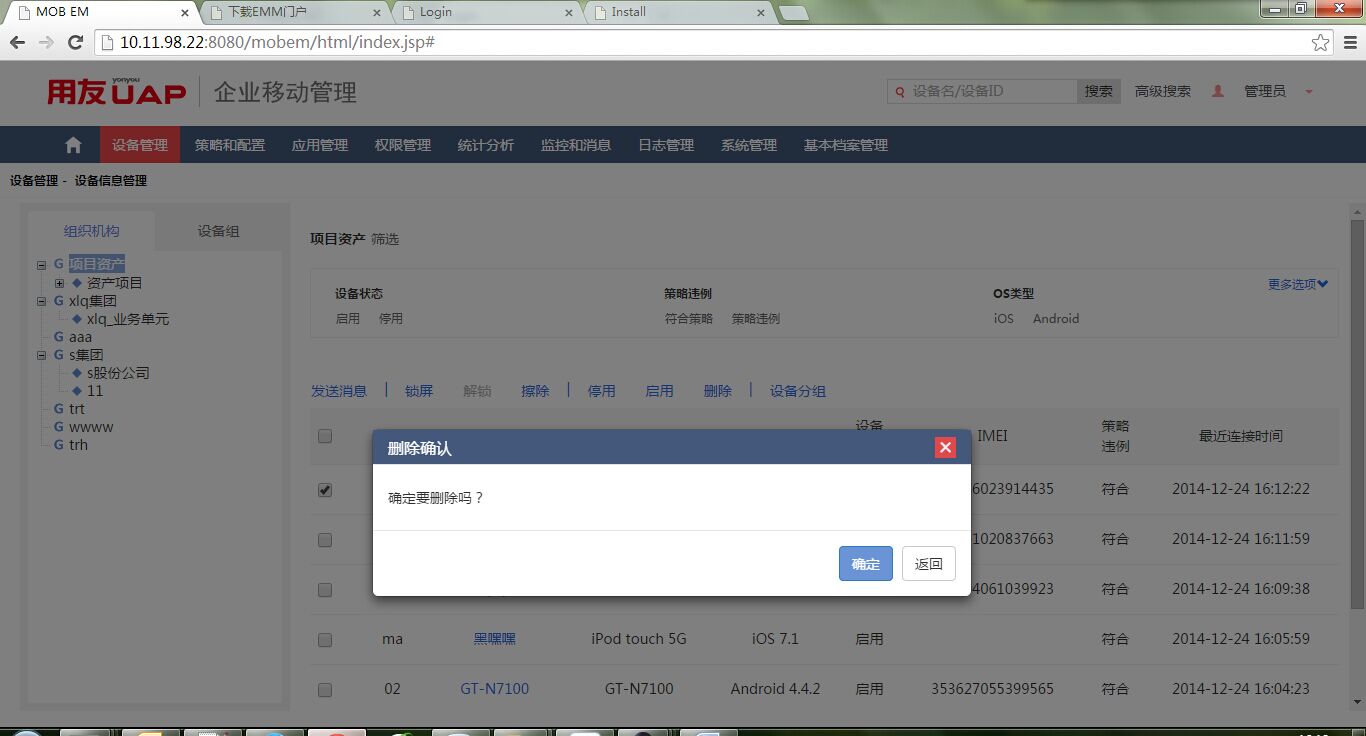 MOB EM 下载EMM门户 Login Install
10.11.98.22:8080/mobem/html/index.jsp#
用友 yonyou UAP 企业移动管理 设备名/设备ID 搜索 高级搜索 管理员
设备管理 策略和配置 应用管理 权限管理 统计分析 监控和消息 日志管理 系统管理 基本档案管理
设备管理 - 设备信息管理
组织机构 设备组
G 项目资产
资产项目
G xlq集团
xlq_业务单元
G aaa
G s集团
s股份公司
11
G trt
G wwww
G trh
项目资产 筛选
更多选项
设备状态 策略违例 OS类型
启用 停用 符合策略 策略违例 iOS Android
发送消息 | 锁屏 解锁 擦除 | 停用 启用 删除 | 设备分组
设备 IMEI 策略违例 最近连接时间
6023914435 符合 2014-12-24 16:12:22
1020837663 符合 2014-12-24 16:11:59
4061039923 符合 2014-12-24 16:09:38
ma 黑嘿嘿 iPod touch 5G iOS 7.1 启用 符合 2014-12-24 16:05:59
02 GT-N7100 GT-N7100 Android 4.4.2 启用 353627055399565 符合 2014-12-24 16:04:23
删除确认
确定要删除吗？
确定 返回